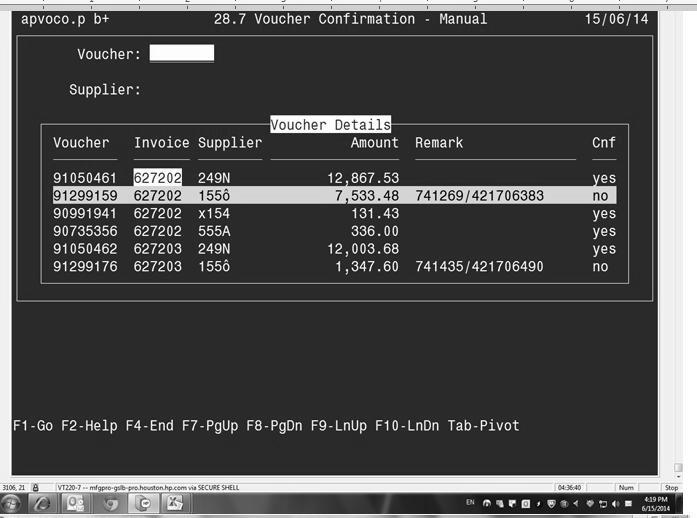 apvoco.p b+ 28.7 Voucher Confirmation - Manual 15/06/14
Voucher:
Supplier:
Voucher Details
Voucher Invoice Supplier Amount Remark Cnf
91050461 627202 249N 12,867.53 yes
91299159 627202 155ô 7,533.48 741269/421706383 no
90991941 627202 x154 131.43 yes
90735356 627202 555A 336.00 yes
91050462 627203 249N 12,003.68 yes
91299176 627203 155ô 1,347.60 741435/421706490 no
F1-Go F2-Help F4-End F7-PgUp F8-PgDn F9-LnUp F10-LnDn Tab-Pivot
3106, 21 VT220-7 -- mfgpro-gslb-pro.houston.hp.com via SECURE SHELL 04:36:40 Num Stop
EN 4:19 PM
6/15/2014